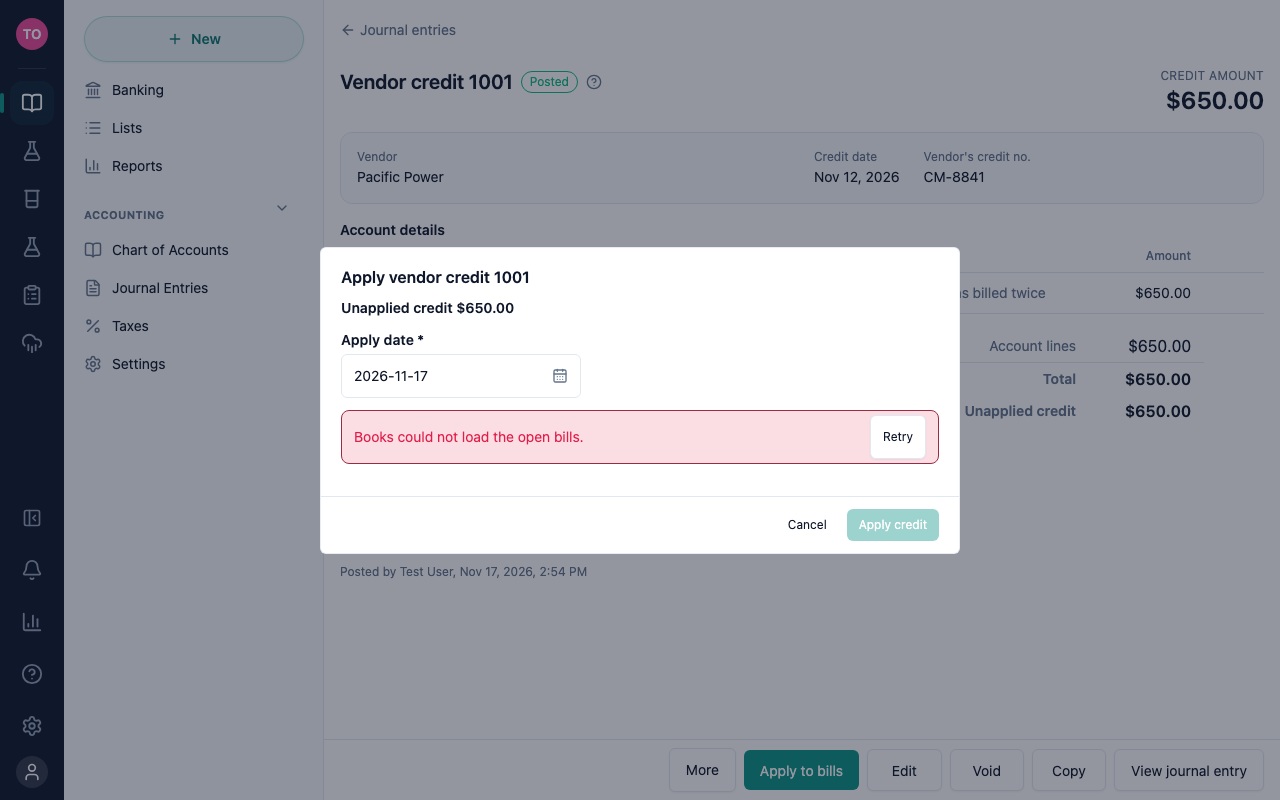 TO
New
Banking
Lists
Reports
ACCOUNTING
Chart of Accounts
Journal Entries
Taxes
Settings
Journal entries
Vendor credit 1001
Posted
CREDIT AMOUNT
$650.00
Vendor
Pacific Power
Credit date
Nov 12, 2026
Vendor's credit no.
CM-8841
Account details
Amount
billed twice
$650.00
Account lines
$650.00
Total
$650.00
Unapplied credit
$650.00
Apply vendor credit 1001
Unapplied credit $650.00
Apply date *
2026-11-17
Books could not load the open bills.
Retry
Cancel
Apply credit
Posted by Test User, Nov 17, 2026, 2:54 PM
More
Apply to bills
Edit
Void
Copy
View journal entry